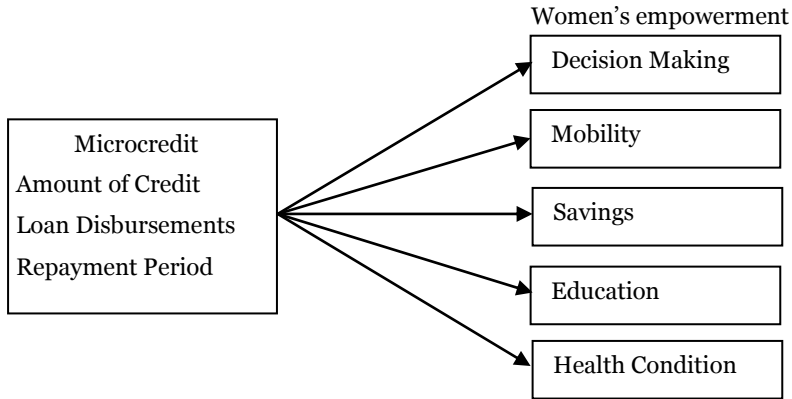 Women’s empowerment
Decision Making
Microcredit
Amount of Credit
Loan Disbursements
Repayment Period
Mobility
Savings
Education
Health Condition